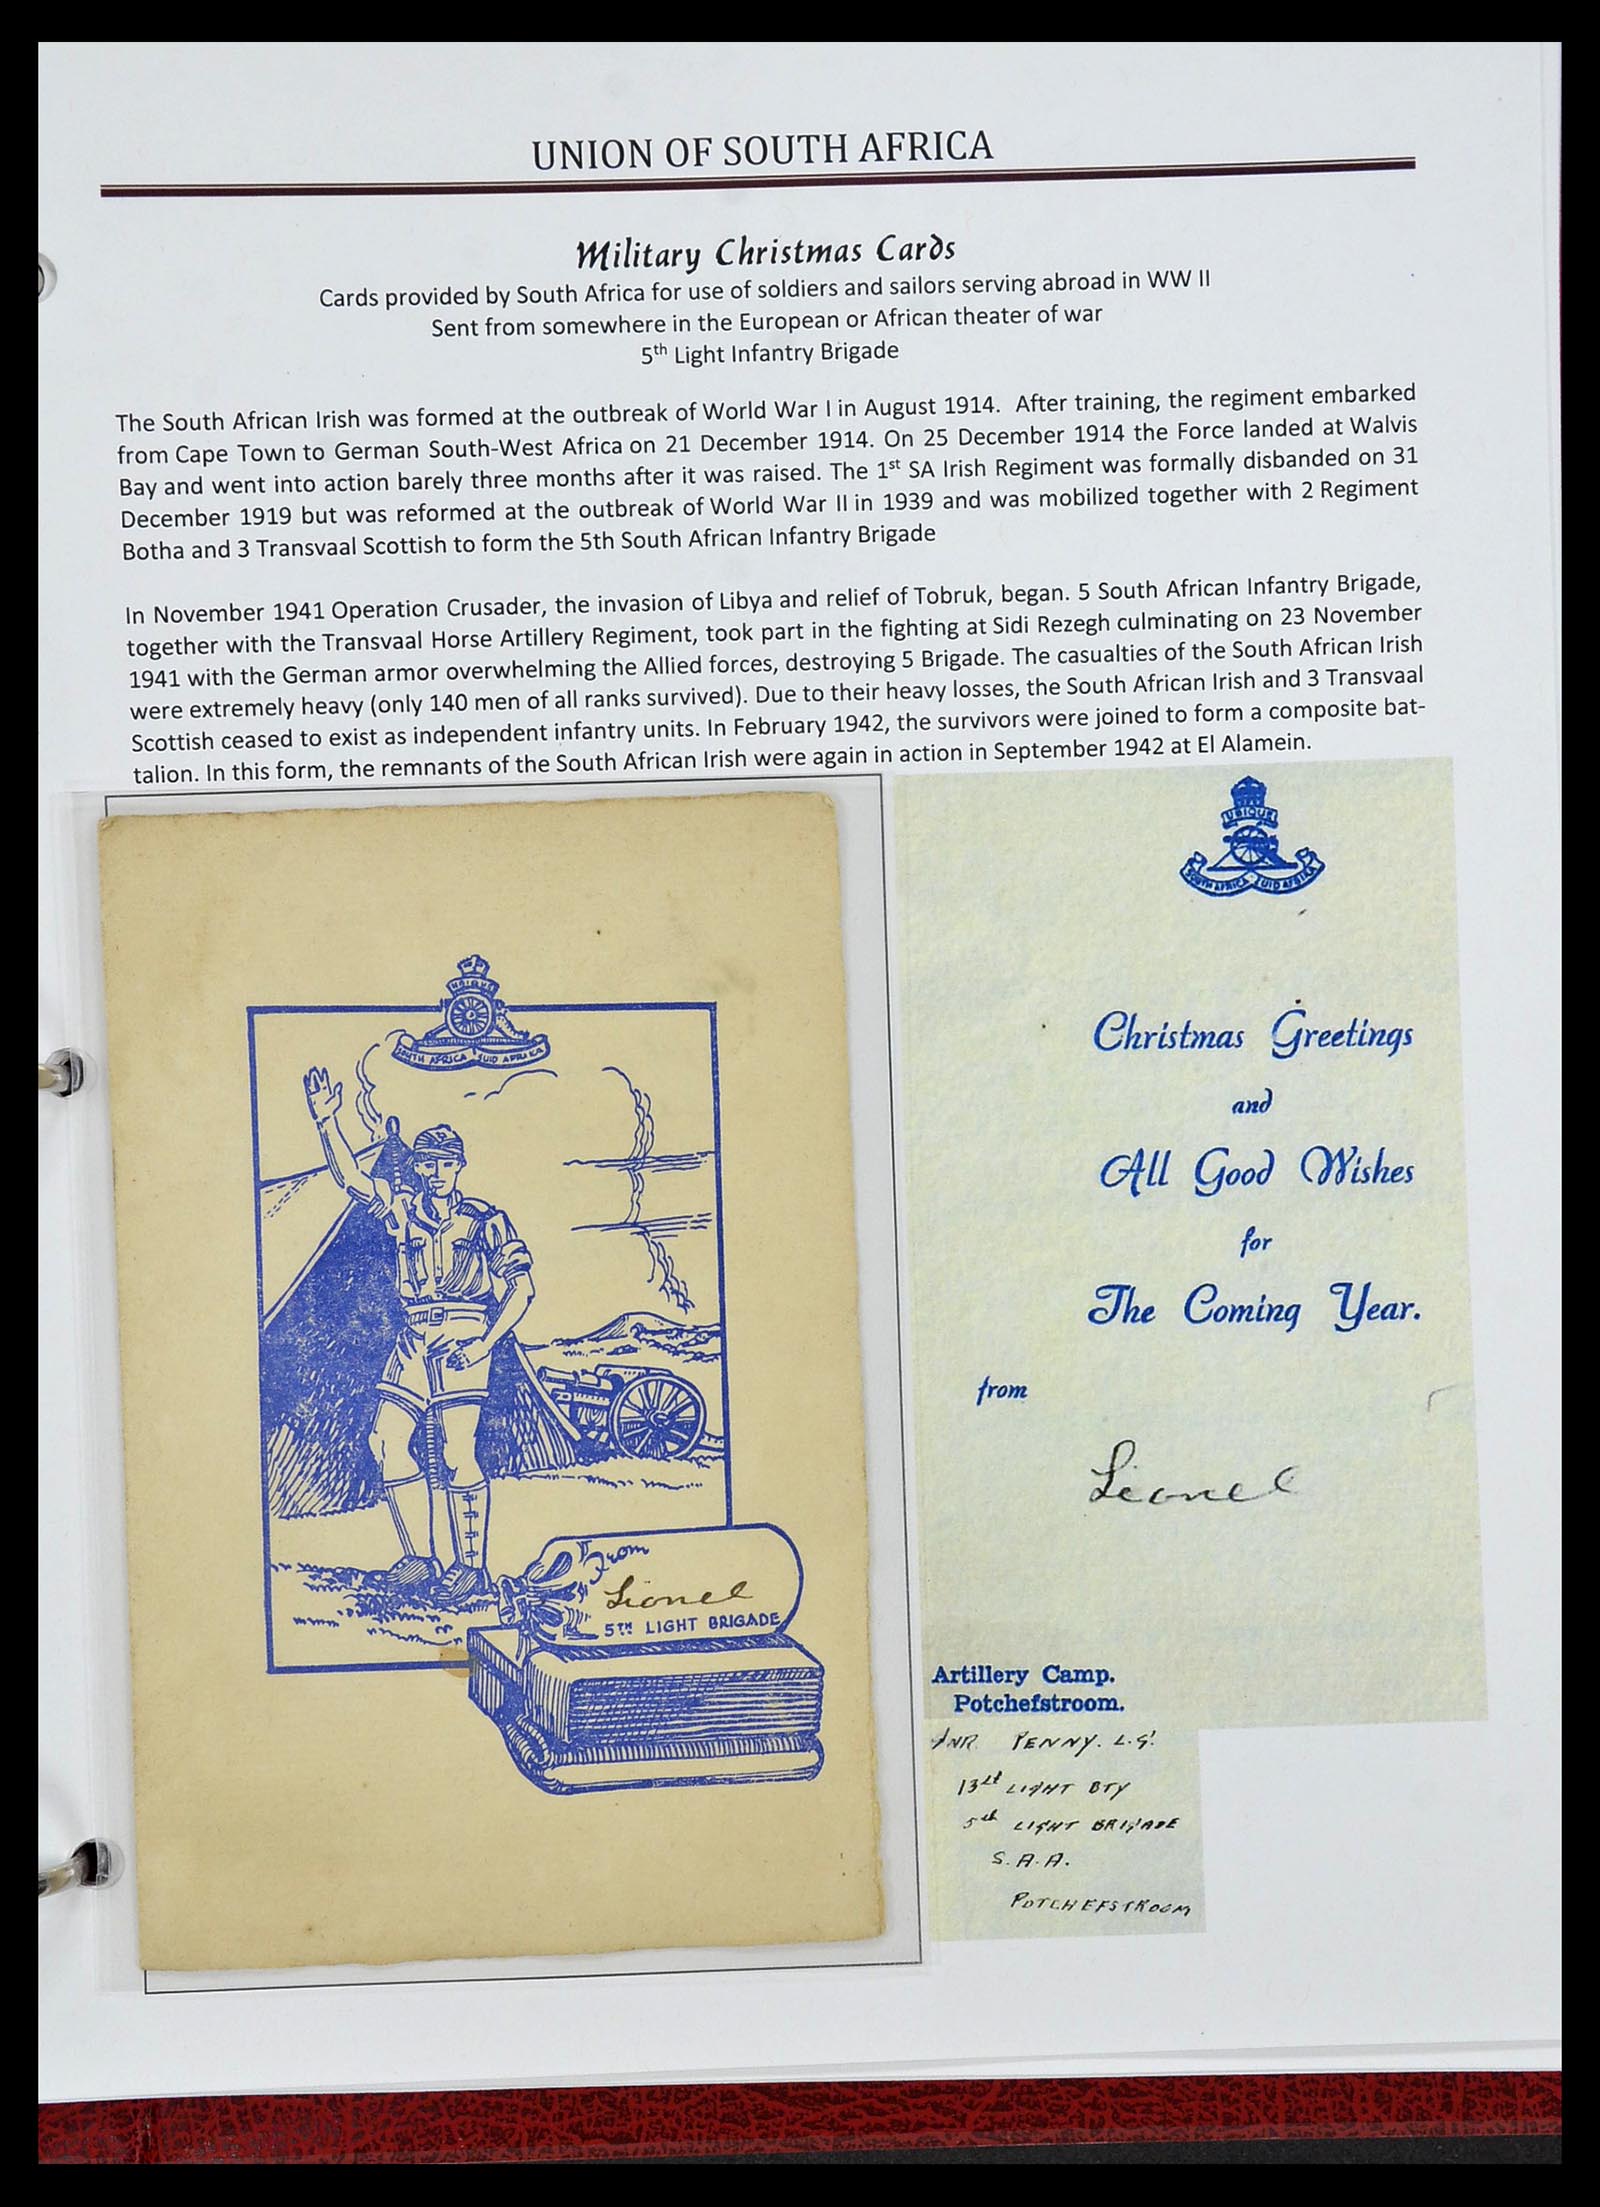 UNION OF SOUTH AFRICA
Military Christmas Cards
Cards provided by South Africa for use of soldiers and sailors serving abroad in WW II
Sent from somewhere in the European or African theater of war
5th Light Infantry Brigade
The South African Irish was formed at the outbreak of World War I in August 1914. After training, the regiment embarked
from Cape Town to German South-West Africa on 21 December 1914. On 25 December 1914 the Force landed at Walvis
Bay and went into action barely three months after it was raised. The 1st SA Irish Regiment was formally disbanded on 31
December 1919 but was reformed at the outbreak of World War II in 1939 and was mobilized together with 2 Regiment
Botha and 3 Transvaal Scottish to form the 5th South African Infantry Brigade
In November 1941 Operation Crusader, the invasion of Libya and relief of Tobruk, began. 5 South African Infantry Brigade,
together with the Transvaal Horse Artillery Regiment, took part in the fighting at Sidi Rezegh culminating on 23 November
1941 with the German armor overwhelming the Allied forces, destroying 5 Brigade. The casualties of the South African Irish
were extremely heavy (only 140 men of all ranks survived). Due to their heavy losses, the South African Irish and 3 Transvaal
Scottish ceased to exist as independent infantry units. In February 1942, the survivors were joined to form a composite bat-
talion. In this form, the remnants of the South African Irish were again in action in September 1942 at El Alamein.
UBIQUE
SOUTH AFRICA SUID AFRIKA
From
Lionel
5TH LIGHT BRIGADE
UBIQUE
SOUTH AFRICA SUID AFRIKA
Christmas Greetings
and
All Good Wishes
for
The Coming Year.
from
Lionel
Artillery Camp.
Potchefstroom.
PENNY. L.G.
LIGHT BTY
5th LIGHT BRIGADE
S.A.A.
POTCHEFSTROOM